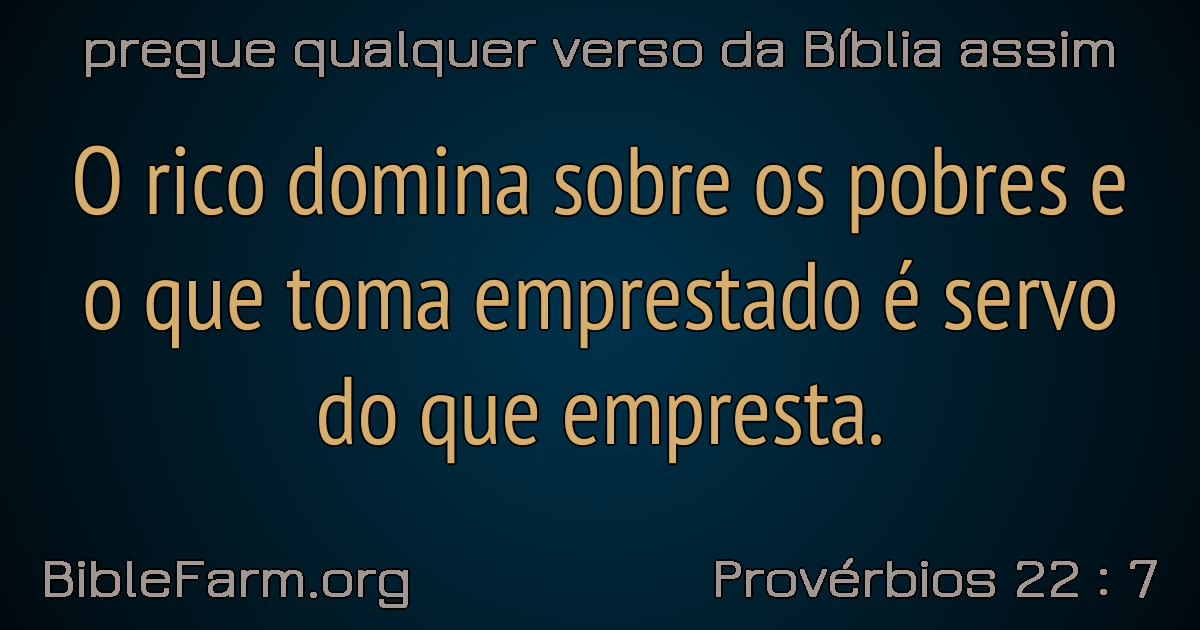 pregue qualquer verso da Bíblia assim
O rico domina sobre os pobres e
o que toma emprestado é servo
do que empresta.
BibleFarm.org
Provérbios 22 : 7